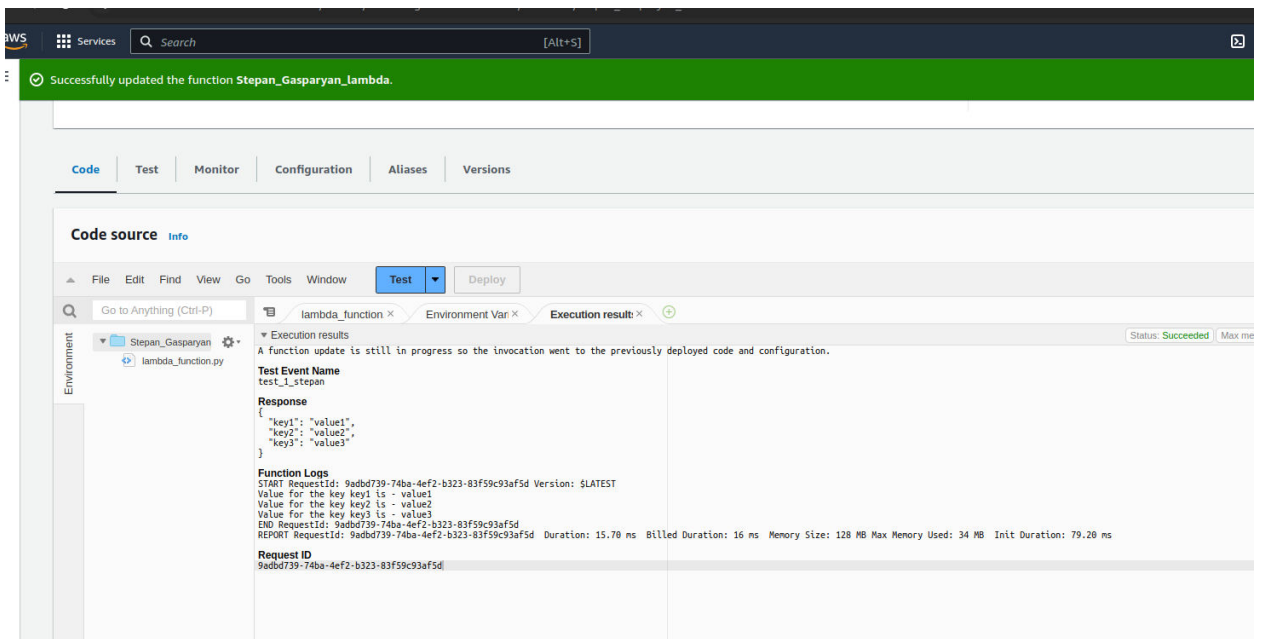 aws
Services
Search
[Alt+S]
Successfully updated the function Stepan_Gasparyan_lambda.
Code
Test
Monitor
Configuration
Aliases
Versions
Code source Info
File Edit Find View Go Tools Window Test Deploy
Go to Anything (Ctrl-P)
lambda_function × Environment Vari × Execution result: ×
Environment
Stepan_Gasparyan
lambda_function.py
Execution results
Status: Succeeded
Max me
A function update is still in progress so the invocation went to the previously deployed code and configuration.
Test Event Name
test_1_stepan
Response
{
"key1": "value1",
"key2": "value2",
"key3": "value3"
}
Function Logs
START RequestId: 9adbd739-74ba-4ef2-b323-83f59c93af5d Version: $LATEST
Value for the key key1 is - value1
Value for the key key2 is - value2
Value for the key key3 is - value3
END RequestId: 9adbd739-74ba-4ef2-b323-83f59c93af5d
REPORT RequestId: 9adbd739-74ba-4ef2-b323-83f59c93af5d Duration: 15.70 ms Billed Duration: 16 ms Memory Size: 128 MB Max Memory Used: 34 MB Init Duration: 79.20 ms
Request ID
9adbd739-74ba-4ef2-b323-83f59c93af5d